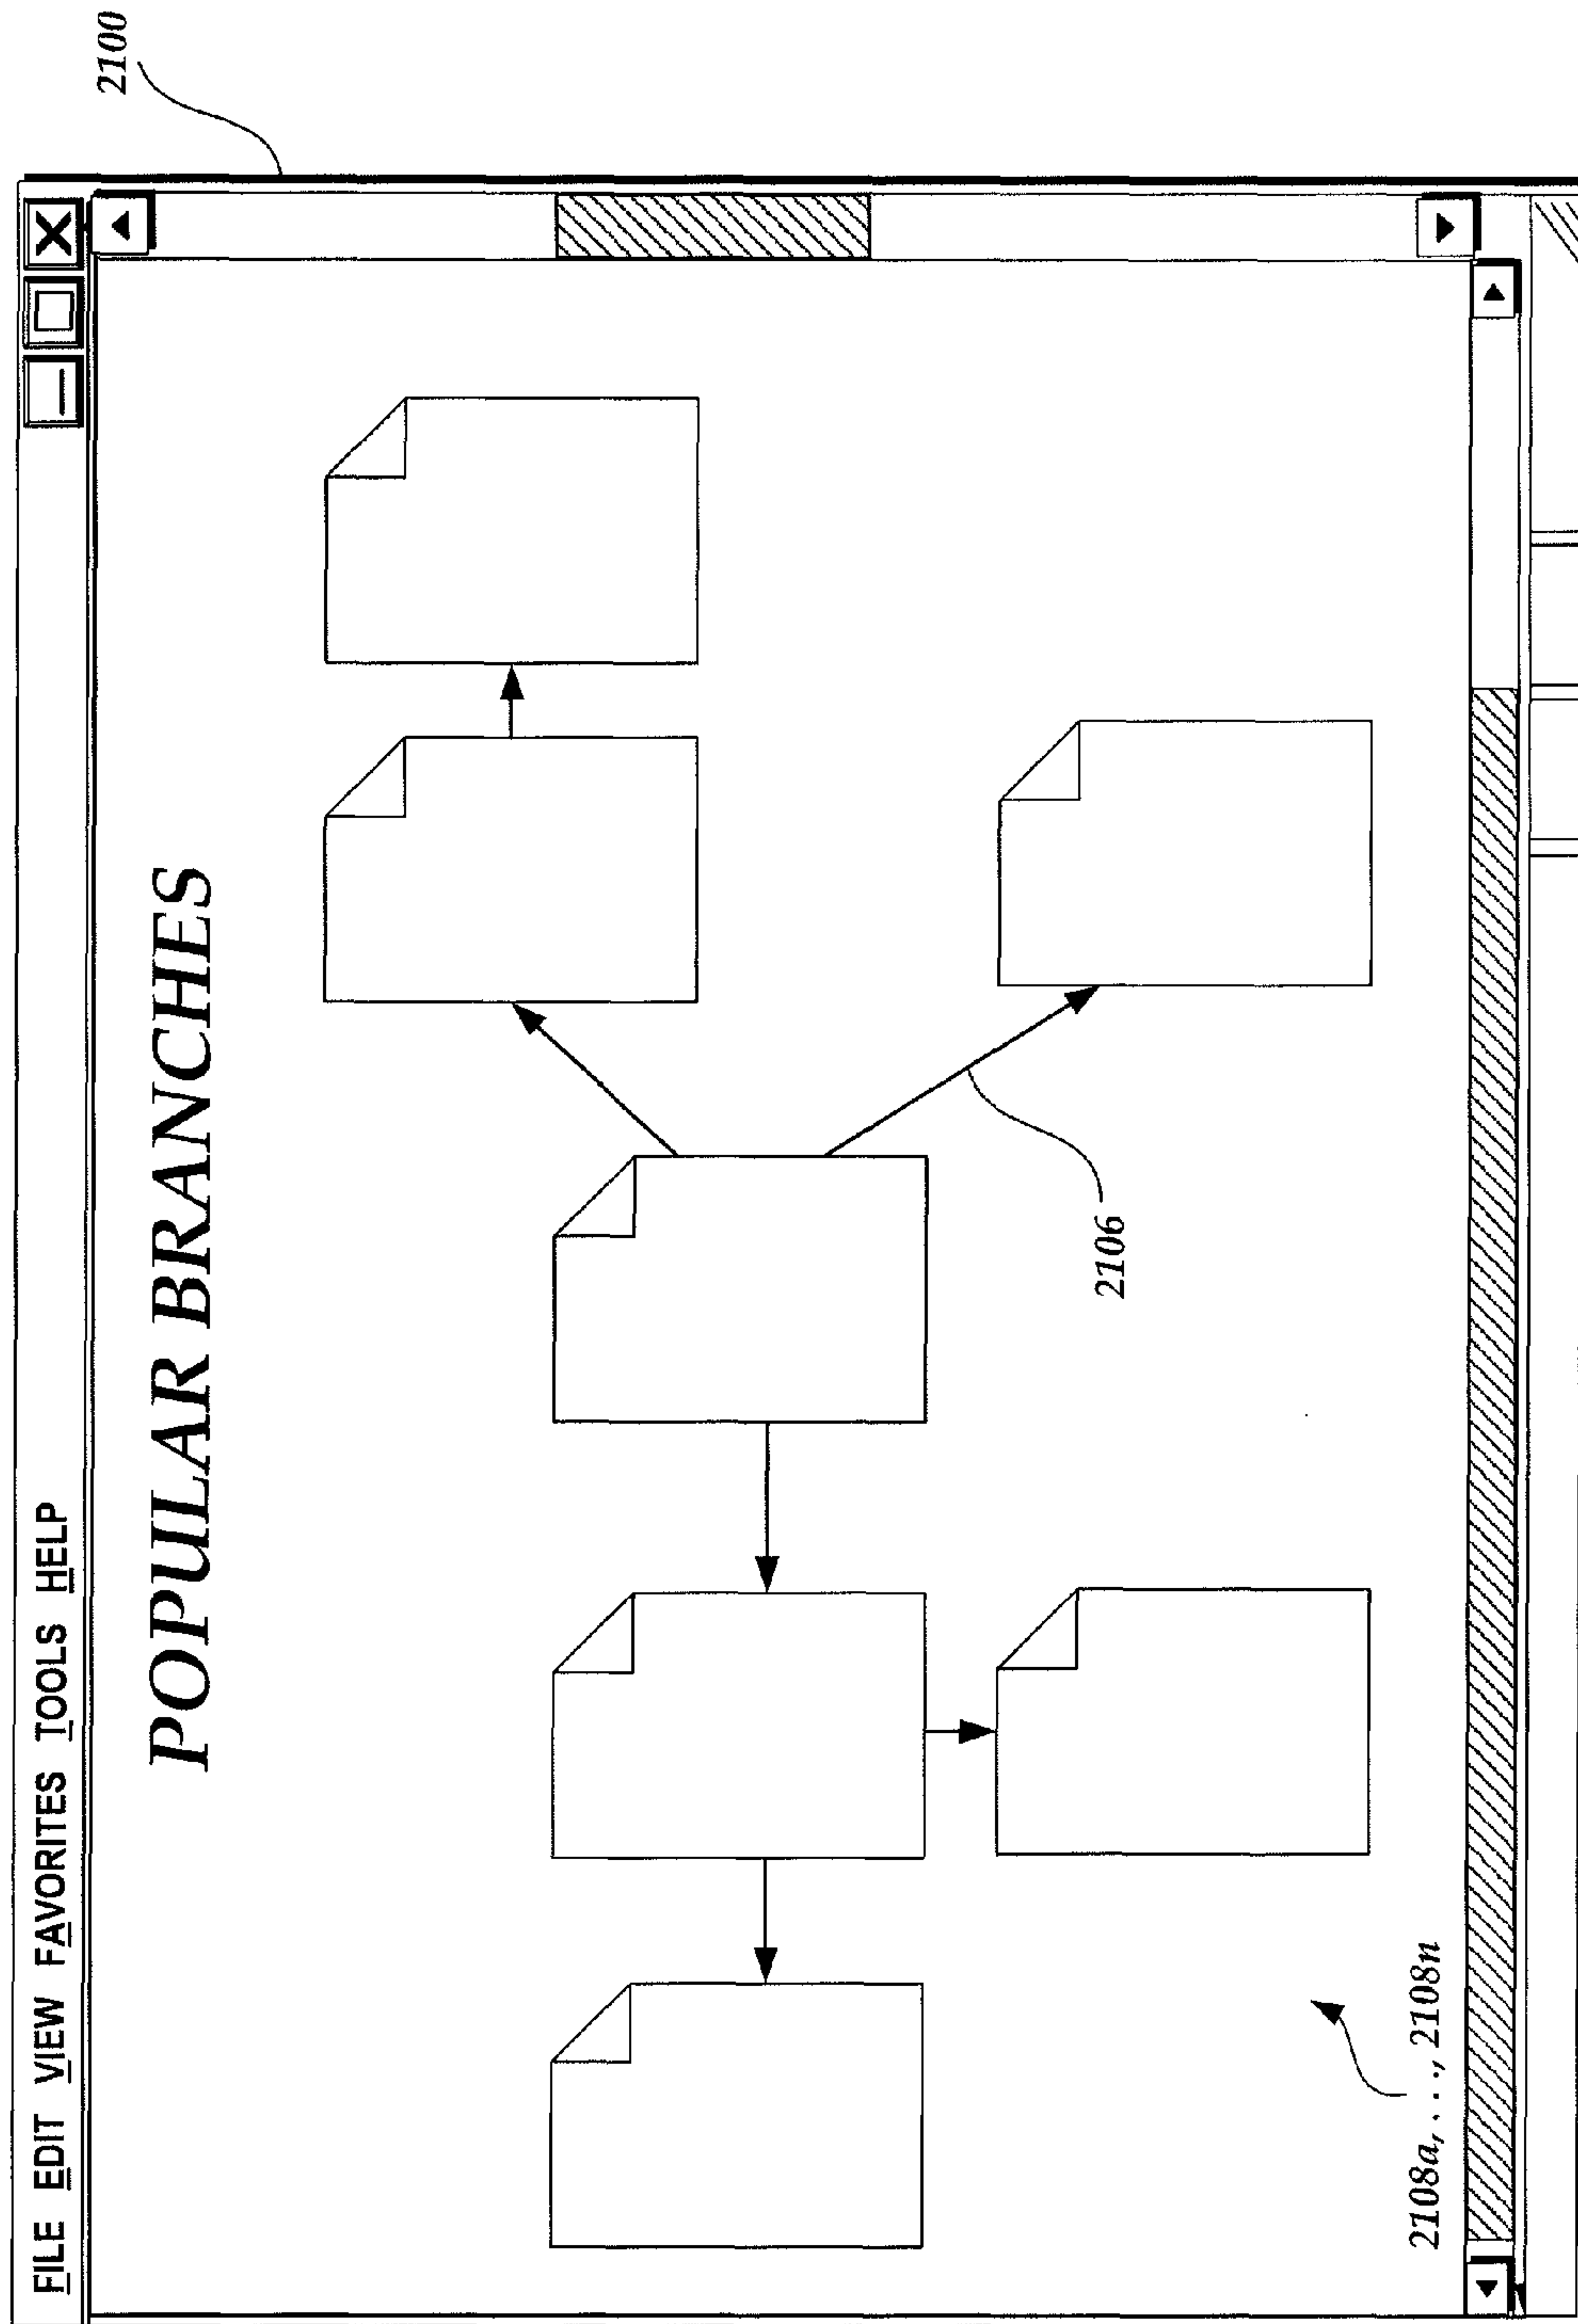 2100
FILE EDIT VIEW FAVORITES TOOLS HELP
POPULAR BRANCHES
2106
2108a, . . ., 2108n